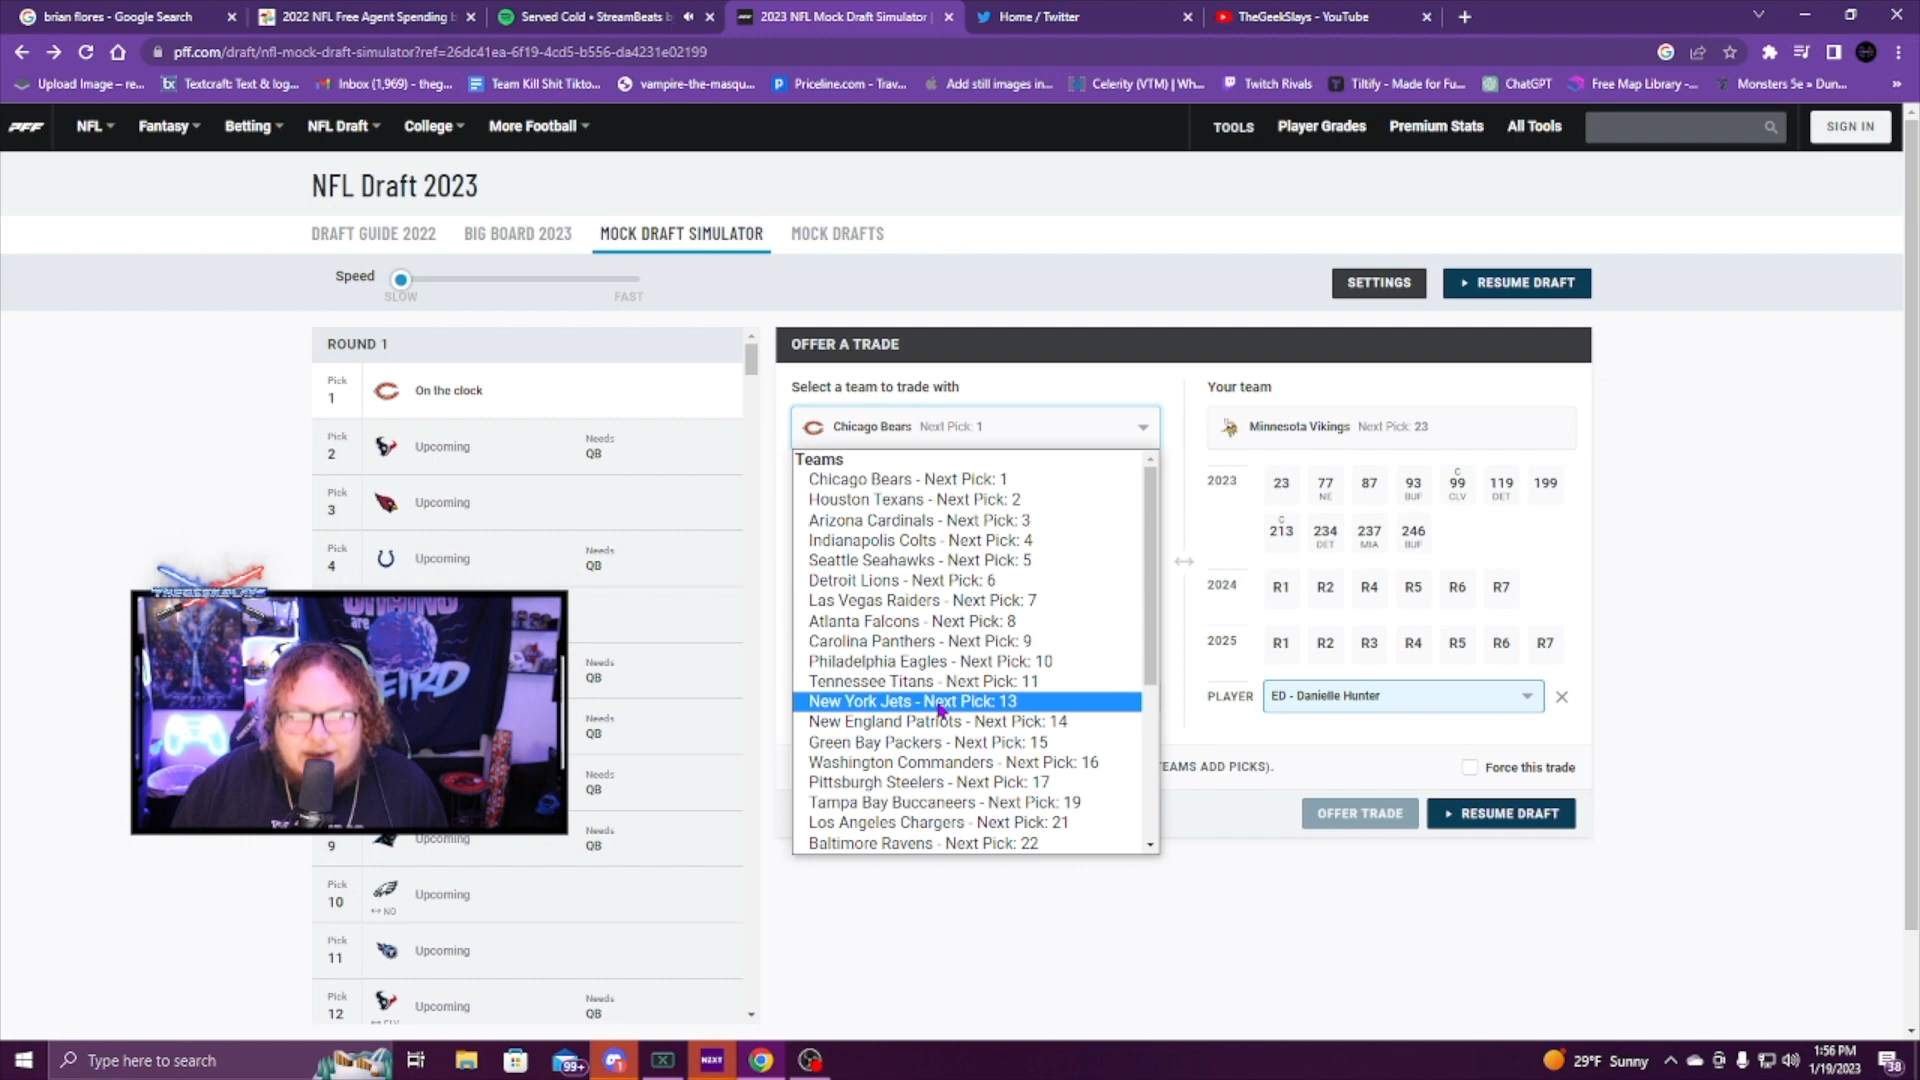 brian flores - Google Search
2022 NFL Free Agent Spending b
Served Cold • StreamBeats b
2023 NFL Mock Draft Simulator |
Home / Twitter
TheGeekSlays - YouTube
pff.com/draft/nfl-mock-draft-simulator?ref=26dc41ea-6f19-4cd5-b556-da4231e02199
Upload Image – re...
Textcraft: Text & log...
Inbox (1,969) - theg...
Team Kill Shit Tikto...
vampire-the-masqu...
Priceline.com - Trav...
Add still images in...
Celerity (VTM) | Wh...
Twitch Rivals
Tiltify - Made for Fu...
ChatGPT
Free Map Library –...
Monsters 5e » Dun...
PFF
NFL
Fantasy
Betting
NFL Draft
College
More Football
TOOLS
Player Grades
Premium Stats
All Tools
SIGN IN
NFL Draft 2023
DRAFT GUIDE 2022
BIG BOARD 2023
MOCK DRAFT SIMULATOR
MOCK DRAFTS
Speed
SLOW
FAST
SETTINGS
RESUME DRAFT
ROUND 1
Pick
1
On the clock
Pick
2
Upcoming
Needs
QB
Pick
3
Upcoming
Pick
4
Upcoming
Needs
QB
Needs
QB
Needs
QB
Needs
QB
9
Upcoming
Needs
QB
Pick
10
↔ NO
Upcoming
Pick
11
Upcoming
Pick
12
Upcoming
Needs
QB
OFFER A TRADE
Select a team to trade with
Chicago Bears Next Pick: 1
Teams
Chicago Bears - Next Pick: 1
Houston Texans - Next Pick: 2
Arizona Cardinals - Next Pick: 3
Indianapolis Colts - Next Pick: 4
Seattle Seahawks - Next Pick: 5
Detroit Lions - Next Pick: 6
Las Vegas Raiders - Next Pick: 7
Atlanta Falcons - Next Pick: 8
Carolina Panthers - Next Pick: 9
Philadelphia Eagles - Next Pick: 10
Tennessee Titans - Next Pick: 11
New York Jets - Next Pick: 13
New England Patriots - Next Pick: 14
Green Bay Packers - Next Pick: 15
Washington Commanders - Next Pick: 16
Pittsburgh Steelers - Next Pick: 17
Tampa Bay Buccaneers - Next Pick: 19
Los Angeles Chargers - Next Pick: 21
Baltimore Ravens - Next Pick: 22
Your team
Minnesota Vikings Next Pick: 23
2023
23
77
NE
87
93
BUF
C
99
CLV
119
DET
199
C
213
234
DET
237
MIA
246
BUF
2024
R1 R2 R4 R5 R6 R7
2025
R1 R2 R3 R4 R5 R6 R7
PLAYER
ED - Danielle Hunter
TEAMS ADD PICKS).
Force this trade
OFFER TRADE
RESUME DRAFT
THEGEEKSLAYS
are
WEIRD
Type here to search
99+
NEXT
29°F Sunny
1:56 PM
1/19/2023
38